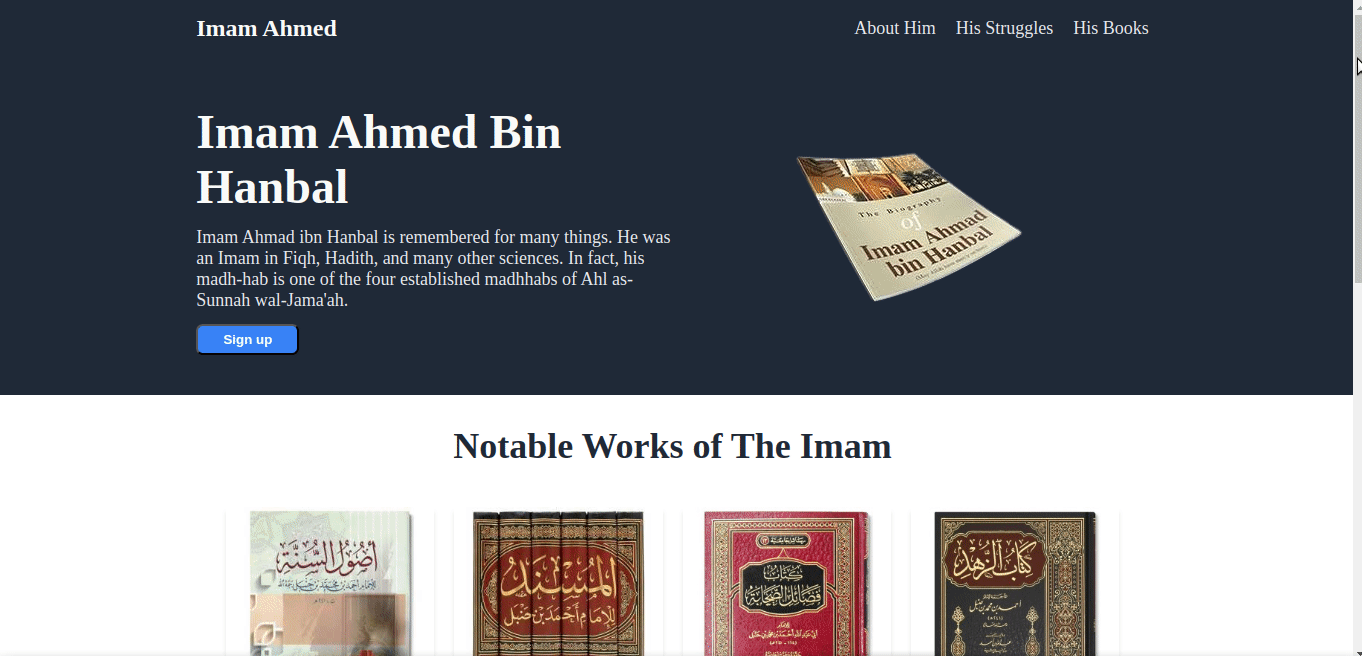 Imam Ahmed
About Him His Struggles His Books
Imam Ahmed Bin
Hanbal
Imam Ahmad ibn Hanbal is remembered for many things. He was
an Imam in Fiqh, Hadith, and many other sciences. In fact, his
madh-hab is one of the four established madhhabs of Ahl as-
Sunnah wal-Jama'ah.
Sign up
The Biography
of
Imam Ahmad
bin Hanbal
Notable Works of The Imam
أصول السنة
المسند
للإمام أحمد بن حنبل
كتاب
فضائل الصحابة
كتاب الزهد